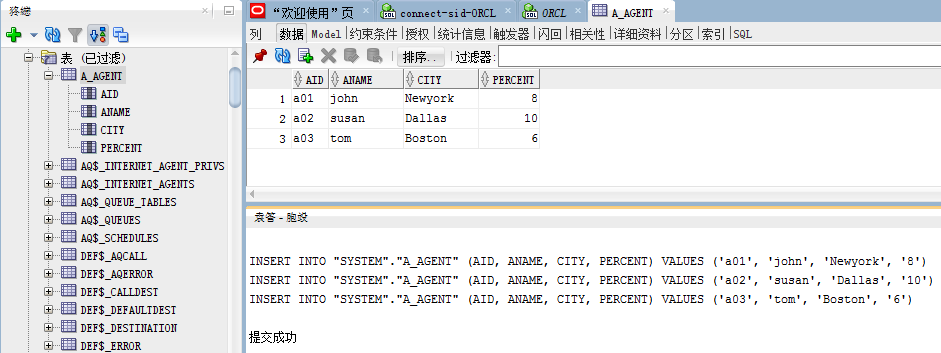 终端
表 (已过滤)
A_AGENT
AID
ANAME
CITY
PERCENT
AQ$_INTERNET_AGENT_PRIVS
AQ$_INTERNET_AGENTS
AQ$_QUEUE_TABLES
AQ$_QUEUES
AQ$_SCHEDULES
DEF$_AQCALL
DEF$_AQERROR
DEF$_CALLDEST
DEF$_DEFAULTDEST
DEF$_DESTINATION
DEF$_ERROR
“欢迎使用”页 connect-sid-ORCL ORCL A_AGENT
列 数据 Model 约束条件 授权 统计信息 触发器 闪回 相关性 详细资料 分区 索引 SQL
排序.. 过滤器:
AID ANAME CITY PERCENT
1 a01 john Newyork 8
2 a02 susan Dallas 10
3 a03 tom Boston 6
INSERT INTO "SYSTEM"."A_AGENT" (AID, ANAME, CITY, PERCENT) VALUES ('a01', 'john', 'Newyork', '8')
INSERT INTO "SYSTEM"."A_AGENT" (AID, ANAME, CITY, PERCENT) VALUES ('a02', 'susan', 'Dallas', '10')
INSERT INTO "SYSTEM"."A_AGENT" (AID, ANAME, CITY, PERCENT) VALUES ('a03', 'tom', 'Boston', '6')
提交成功